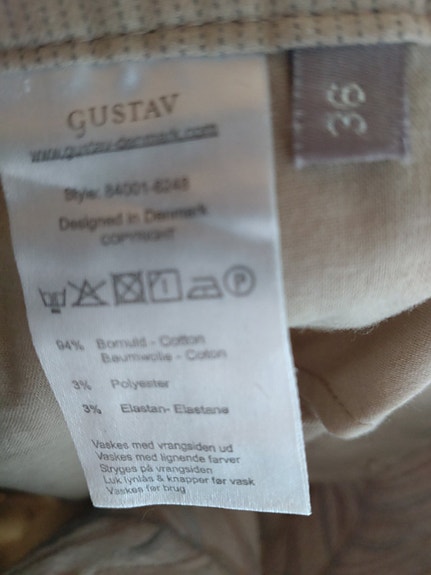 GUSTAV
www.gustav-denmark.com
Style: 84001-6248
Designed in Denmark
COPYRIGHT
94% Bomuld - Cotton
Baumwolle - Coton
3% Polyester
3% Elastan- Elastane
Vaskes med vrangsiden ud
Vaskes med lignende farver
Stryges på vrangsiden
Luk lynlås & knapper før vask
Vaskes før brug
36